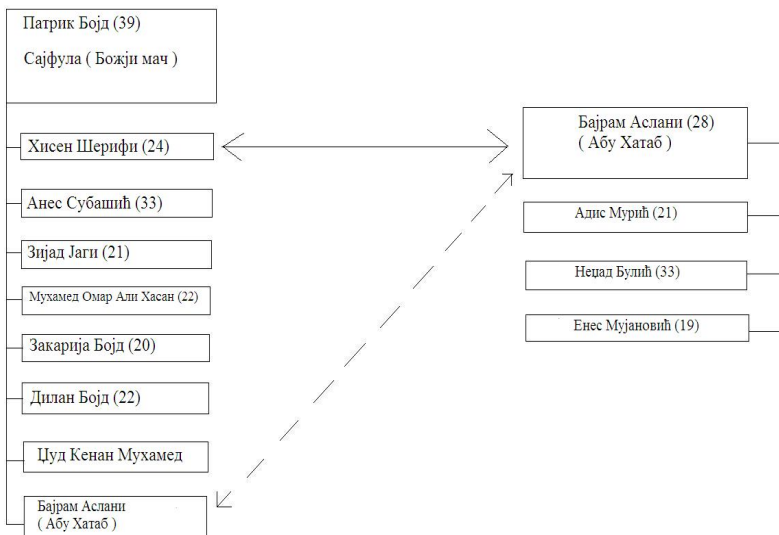 Патрик Бојд (39)
Сајфула ( Божји мач )
Хисен Шерифи (24)
Анес Субашић (33)
Зијад Јаги (21)
Мухамед Омар Али Хасан (22)
Закарија Бојд (20)
Дилан Бојд (22)
Џуд Кенан Мухамед
Бајрам Аслани
( Абу Хатаб )
Бајрам Аслани (28)
( Абу Хатаб )
Адис Мурић (21)
Неџад Булић (33)
Енес Мујановић (19)